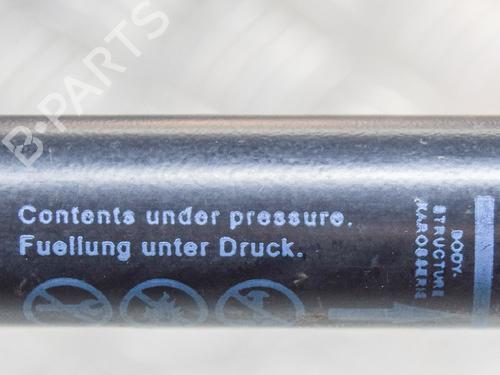 B-PARTS
Contents under pressure.
Fuellung unter Druck.
BODY.
STRUCTURE
KAROSSERIE